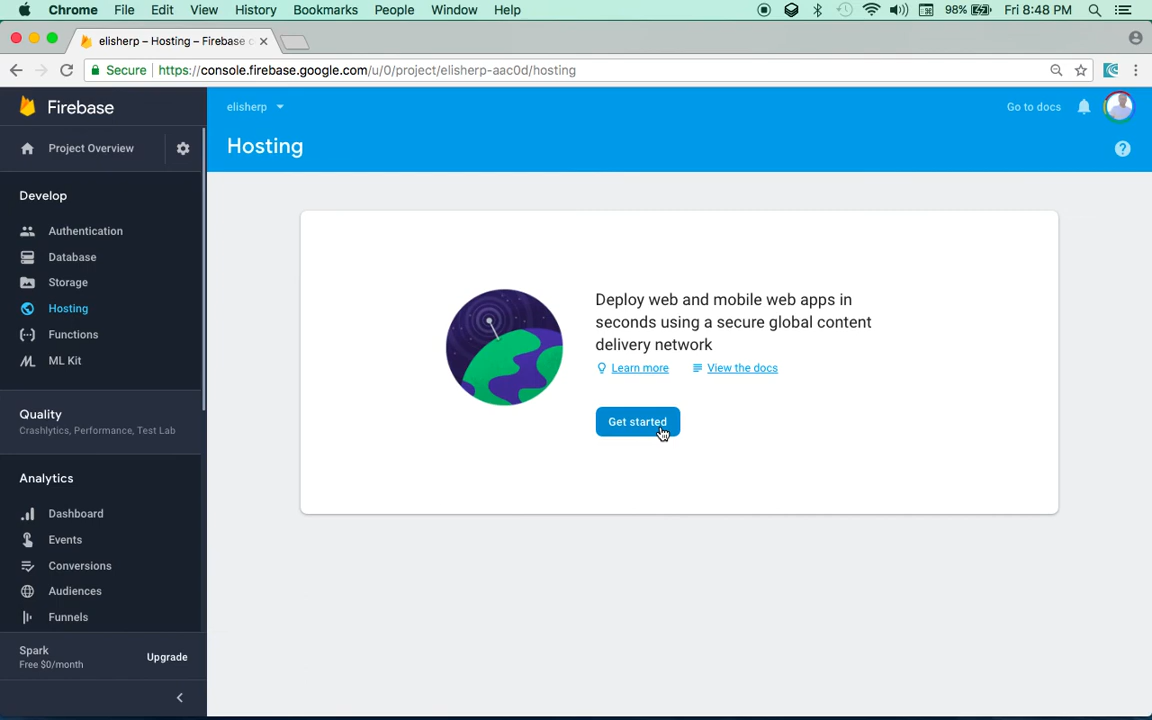 Chrome File Edit View History Bookmarks People Window Help 98% Fri 8:48 PM
elisherp – Hosting – Firebase c
Secure https://console.firebase.google.com/u/0/project/elisherp-aac0d/hosting
Firebase
elisherp
Go to docs
Project Overview
Hosting
Develop
Authentication
Database
Storage
Hosting
Functions
ML Kit
Quality
Crashlytics, Performance, Test Lab
Analytics
Dashboard
Events
Conversions
Audiences
Funnels
Spark
Free $0/month
Upgrade
Deploy web and mobile web apps in
seconds using a secure global content
delivery network
Learn more View the docs
Get started